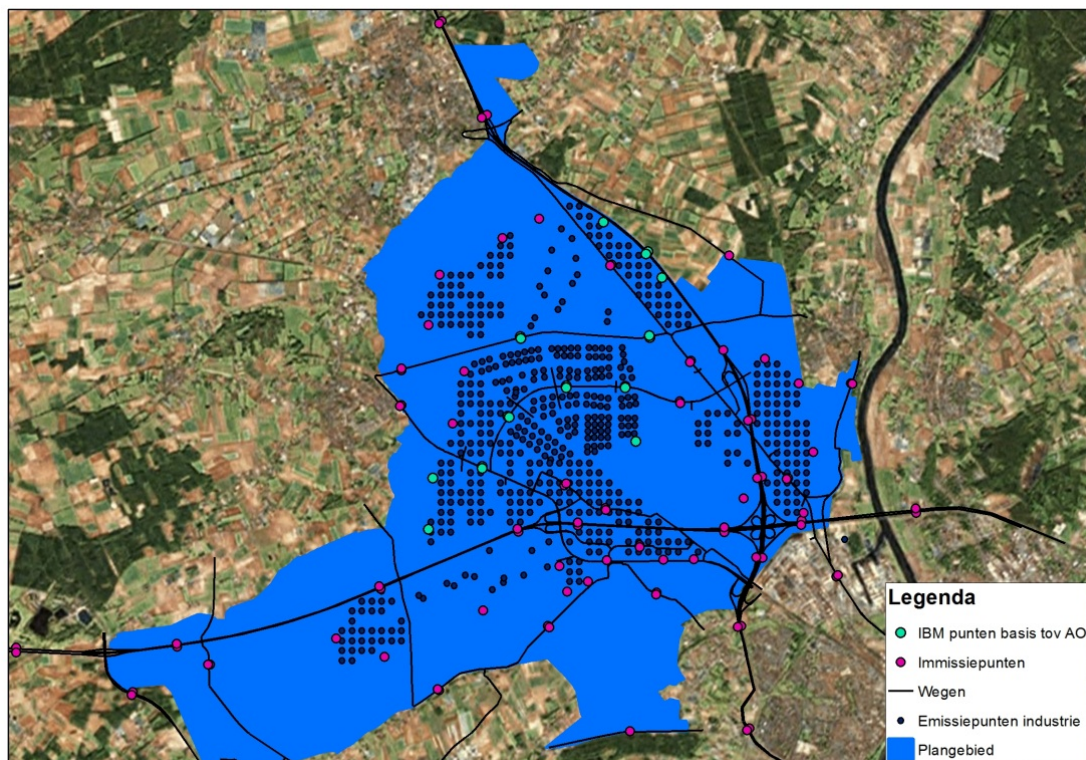 Legenda
IBM punten basis tov AO
Immissiepunten
Wegen
Emissiepunten industrie
Plangebied